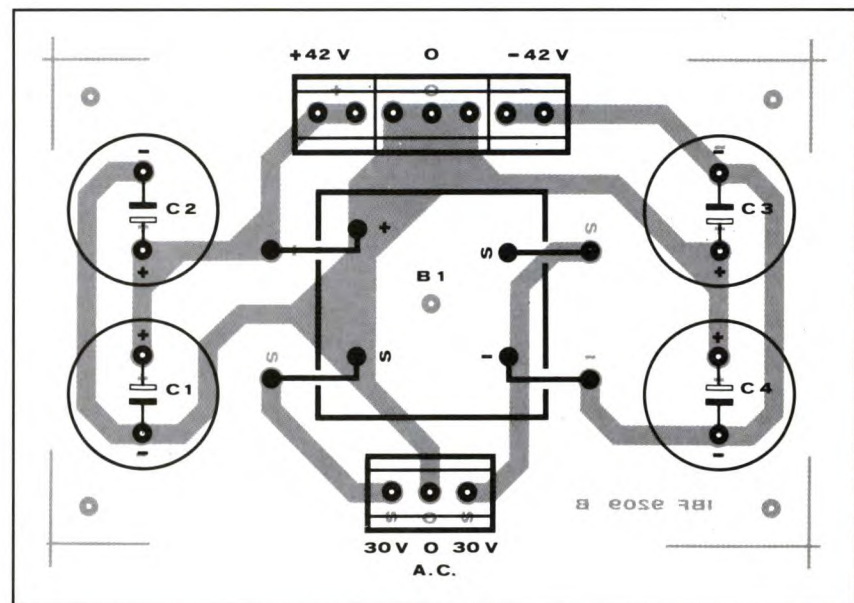 +42 V O -42 V
+ O -
- -
C2 C3
+ +
+ S S
B1
+ +
S S I I
C1 C4
- -
S O S
IBF 9209 B
30 V O 30 V
A.C.